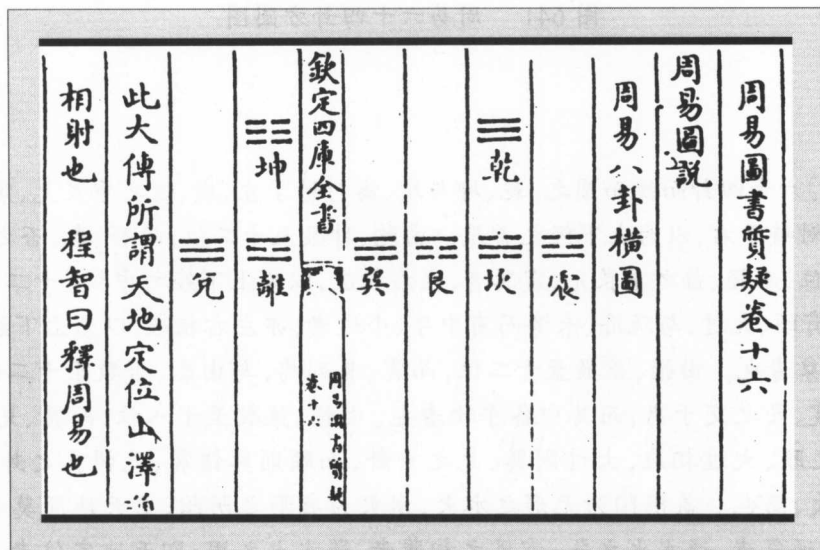 周易圖書質疑卷十六
周易圖說
周易八卦橫圖
震
乾
坎
艮
巽
欽定四庫全書
周易圖書質疑
卷十六
坤
離
兌
此大傳所謂天地定位山澤
相射也　程智曰釋周易也